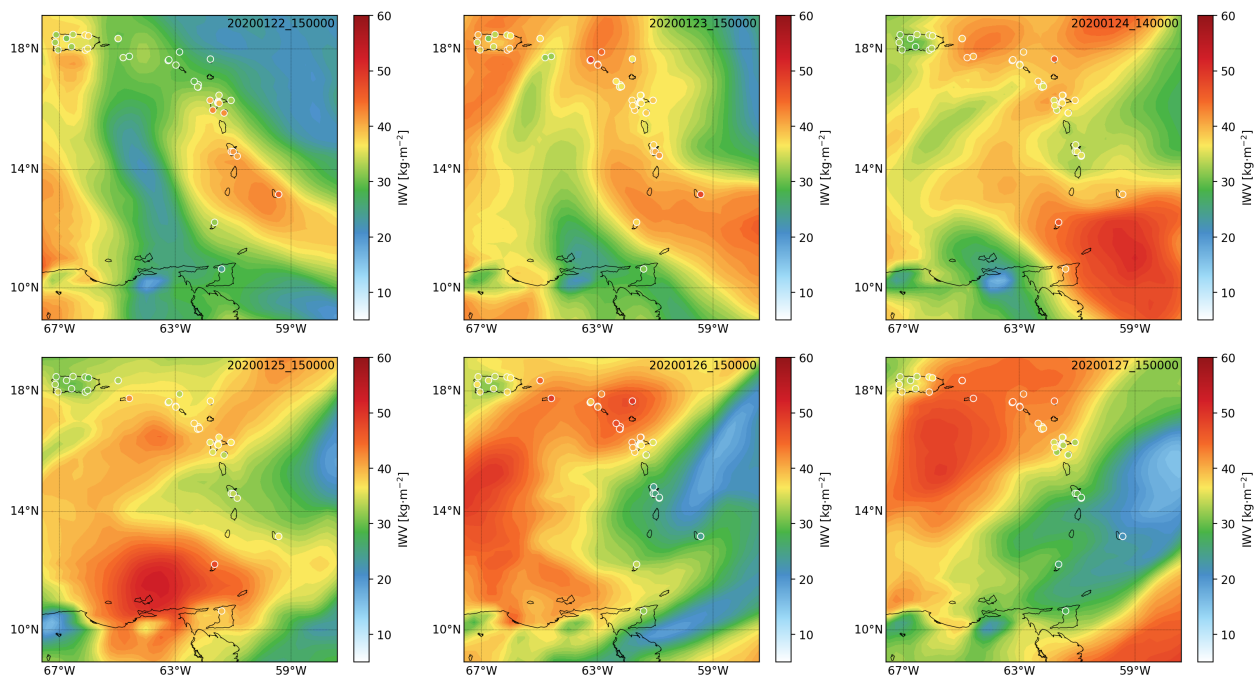 20200122_150000
18°N
14°N
10°N
67°W 63°W 59°W
60
50
40
30
20
10
IWV [kg·m−2]
20200123_150000
18°N
14°N
10°N
67°W 63°W 59°W
60
50
40
30
20
10
IWV [kg·m−2]
20200124_140000
18°N
14°N
10°N
67°W 63°W 59°W
60
50
40
30
20
10
IWV [kg·m−2]
20200125_150000
18°N
14°N
10°N
67°W 63°W 59°W
60
50
40
30
20
10
IWV [kg·m−2]
20200126_150000
18°N
14°N
10°N
67°W 63°W 59°W
60
50
40
30
20
10
IWV [kg·m−2]
20200127_150000
18°N
14°N
10°N
67°W 63°W 59°W
60
50
40
30
20
10
IWV [kg·m−2]